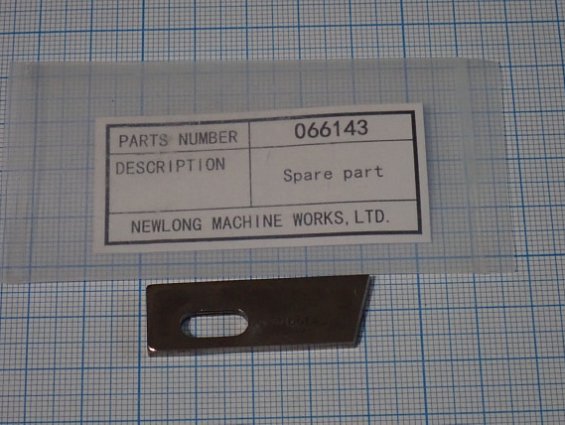 PARTS NUMBER 066143
DESCRIPTION Spare part
NEWLONG MACHINE WORKS, LTD.